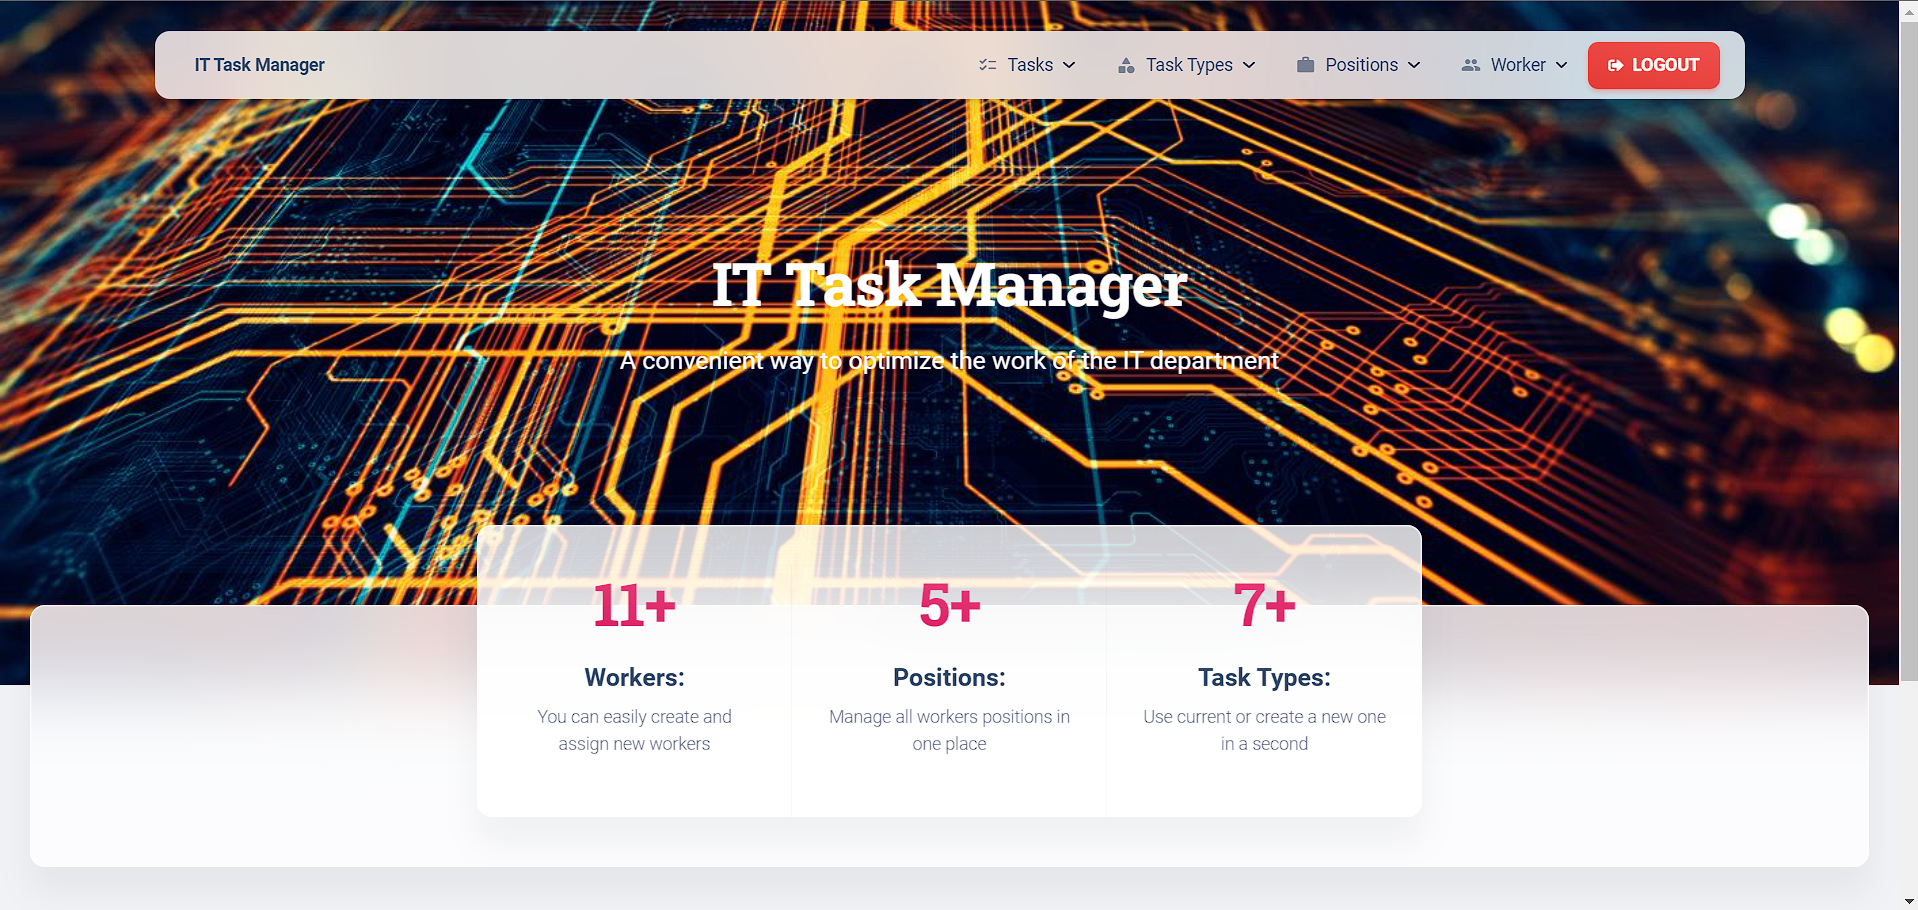 IT Task Manager
Tasks
Task Types
Positions
Worker
LOGOUT
IT Task Manager
A convenient way to optimize the work of the IT department
11+
Workers:
You can easily create and
assign new workers
5+
Positions:
Manage all workers positions in
one place
7+
Task Types:
Use current or create a new one
in a second